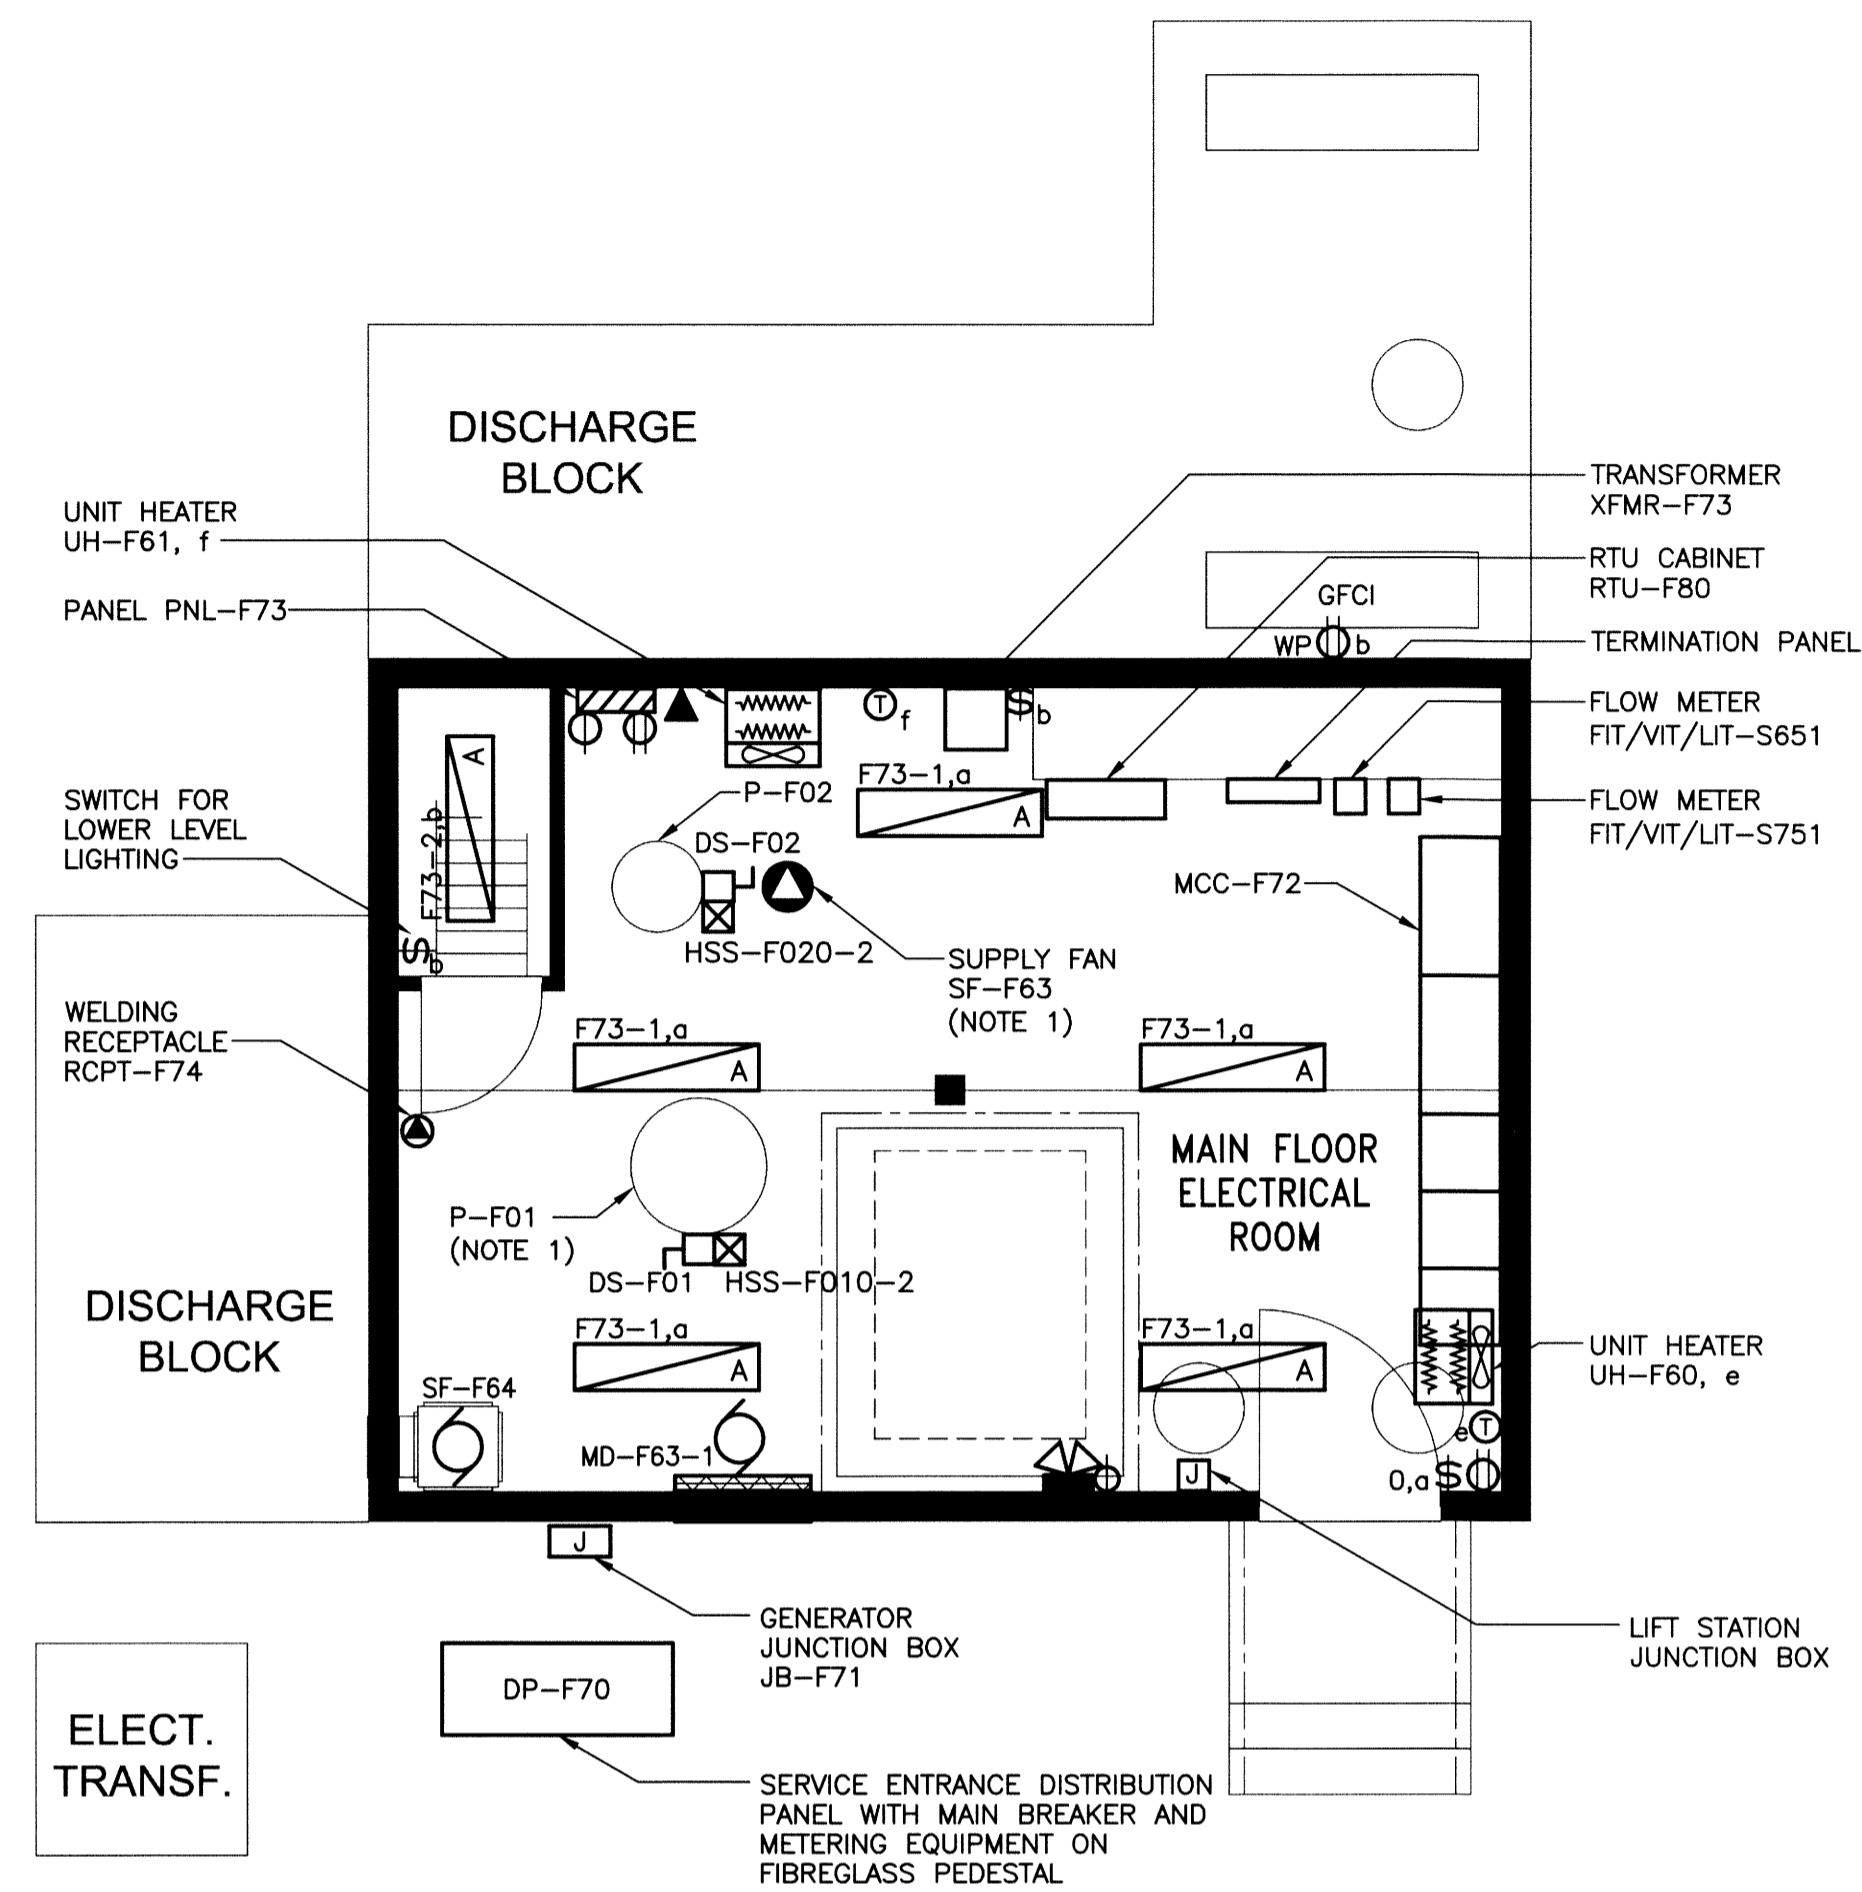 DISCHARGE
BLOCK
UNIT HEATER
UH-F61, f
PANEL PNL-F73
TRANSFORMER
XFMR-F73
RTU CABINET
RTU-F80
GFCI
WP b
TERMINATION PANEL
FLOW METER
FIT/VIT/LIT-S651
T f
$ b
A
F73-2,b
SWITCH FOR
LOWER LEVEL
LIGHTING
F73-1,a
A
P-F02
DS-F02
FLOW METER
FIT/VIT/LIT-S751
MCC-F72
HSS-F020-2
$ b
SUPPLY FAN
SF-F63
(NOTE 1)
WELDING
RECEPTACLE
RCPT-F74
F73-1,a
A
F73-1,a
A
MAIN FLOOR
ELECTRICAL
ROOM
P-F01
(NOTE 1)
DS-F01
HSS-F010-2
DISCHARGE
BLOCK
F73-1,a
A
F73-1,a
A
UNIT HEATER
UH-F60, e
SF-F64
MD-F63-1
e T
J
O,a $
J
GENERATOR
JUNCTION BOX
JB-F71
LIFT STATION
JUNCTION BOX
DP-F70
ELECT.
TRANSF.
SERVICE ENTRANCE DISTRIBUTION
PANEL WITH MAIN BREAKER AND
METERING EQUIPMENT ON
FIBREGLASS PEDESTAL